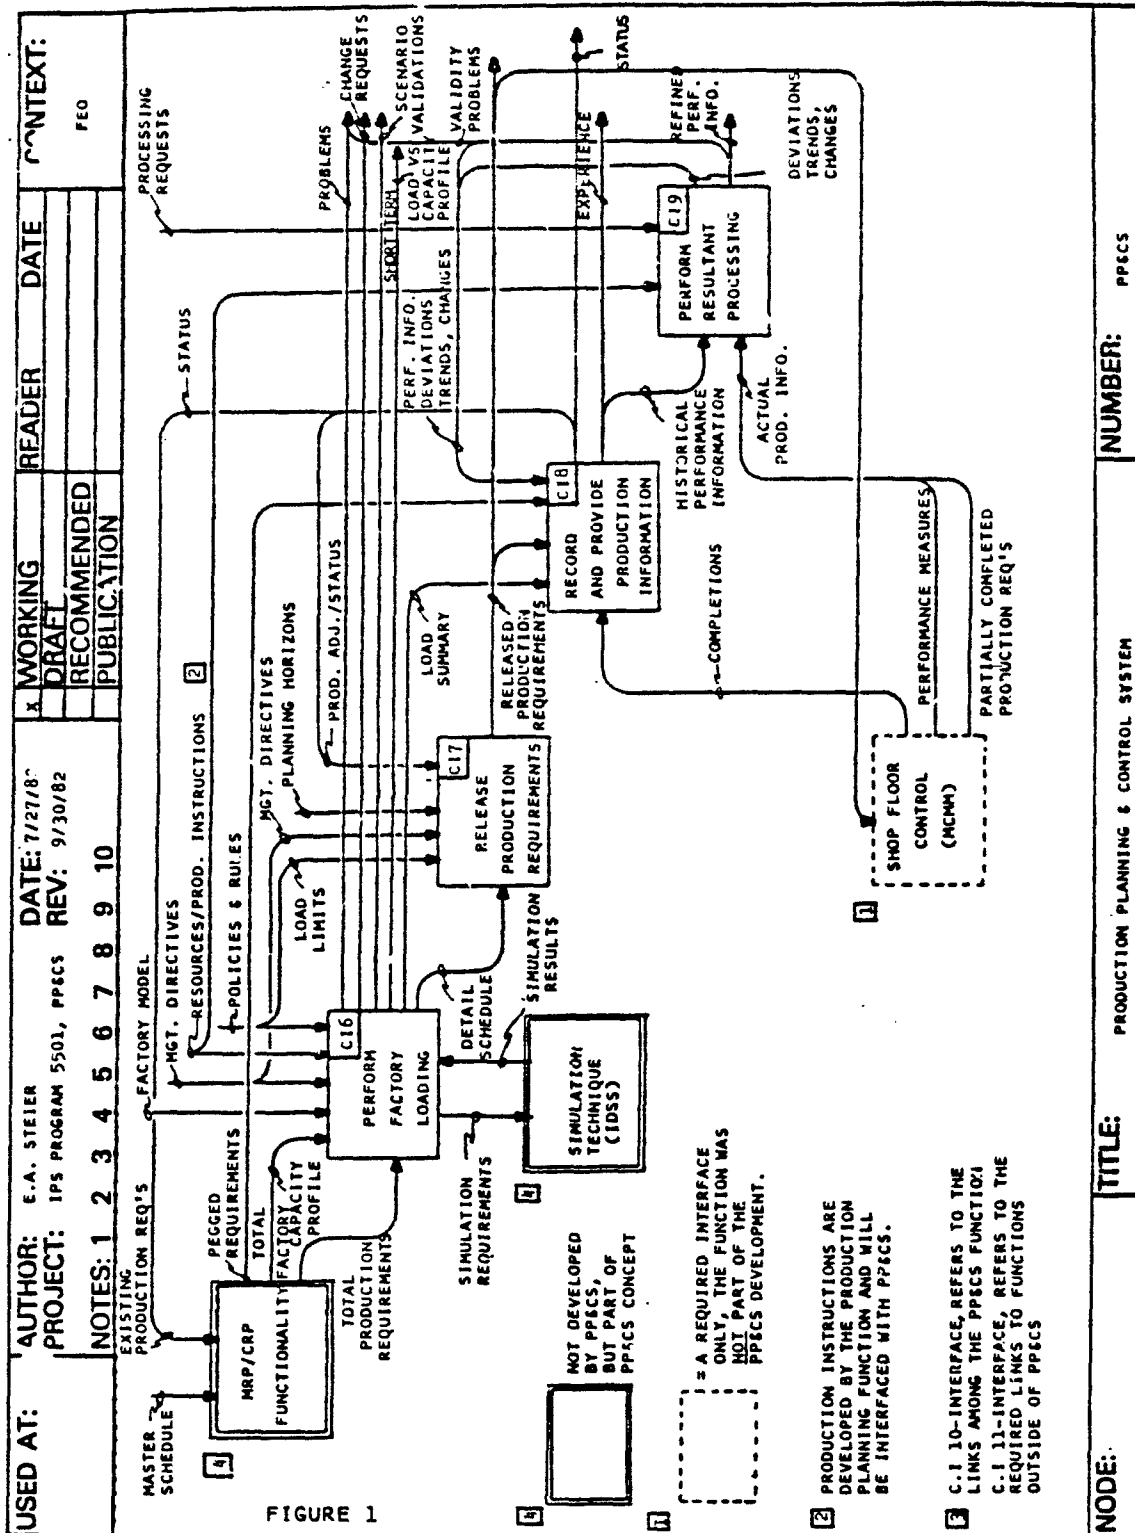 USED AT:
AUTHOR: E.A. STEIER
PROJECT: IPS PROGRAM 5501, PP&CS
NOTES: 1 2 3 4 5 6 7 8 9 10
DATE: 7/27/8
REV: 9/30/82
X
WORKING
DRAFT
RECOMMENDED
PUBLICATION
READER
DATE
CONTEXT:
FEO
MASTER
SCHEDULE
EXISTING
PRODUCTION REQ'S
FACTORY MODEL
MGT. DIRECTIVES
RESOURCES/PROD. INSTRUCTIONS
2
POLICIES & RULES
STATUS
PROCESSING
REQUESTS
4
MRP/CRP
FUNCTIONALITY
PEGGED
REQUIREMENTS
TOTAL
FACTORY
CAPACITY
PROFILE
TOTAL
PRODUCTION
REQUIREMENTS
C16
PERFORM
FACTORY
LOADING
LOAD
LIMITS
MGT. DIRECTIVES
PLANNING HORIZONS
PROD. ADJ./STATUS
PROBLEMS
CHANGE
REQUESTS
SCENARIO
VALIDATIONS
SHORT TERM
LOAD VS
CAPACITY
PROFILE
VALIDITY
PROBLEMS
SIMULATION
REQUIREMENTS
DETAIL
SCHEDULE
SIMULATION
RESULTS
SIMULATION
TECHNIQUE
(IDSS)
C17
RELEASE
PRODUCTION
REQUIREMENTS
LOAD
SUMMARY
RELEASED
PRODUCTION
REQUIREMENTS
PERF. INFO.
DEVIATIONS
TRENDS, CHANGES
C18
RECORD
AND PROVIDE
PRODUCTION
INFORMATION
EXPERIENCE
STATUS
HISTORICAL
PERFORMANCE
INFORMATION
ACTUAL
PROD. INFO.
C19
PERFORM
RESULTANT
PROCESSING
REFINED
PERF.
INFO.
DEVIATIONS
TRENDS,
CHANGES
COMPLETIONS
PERFORMANCE MEASURES
PARTIALLY COMPLETED
PRODUCTION REQ'S
1
SHOP FLOOR
CONTROL
(MCMM)
NOT DEVELOPED
BY PP&CS,
BUT PART OF
PP&CS CONCEPT
1
= A REQUIRED INTERFACE
ONLY, THE FUNCTION WAS
NOT PART OF THE
PP&CS DEVELOPMENT.
2
PRODUCTION INSTRUCTIONS ARE
DEVELOPED BY THE PRODUCTION
PLANNING FUNCTION AND WILL
BE INTERFACED WITH PP&CS.
3
C.I 10-INTERFACE, REFERS TO THE
LINKS AMONG THE PP&CS FUNCTION
C.I 11-INTERFACE, REFERS TO THE
REQUIRED LINKS TO FUNCTIONS
OUTSIDE OF PP&CS
FIGURE 1
NODE:
TITLE:
PRODUCTION PLANNING & CONTROL SYSTEM
NUMBER:
PP&CS